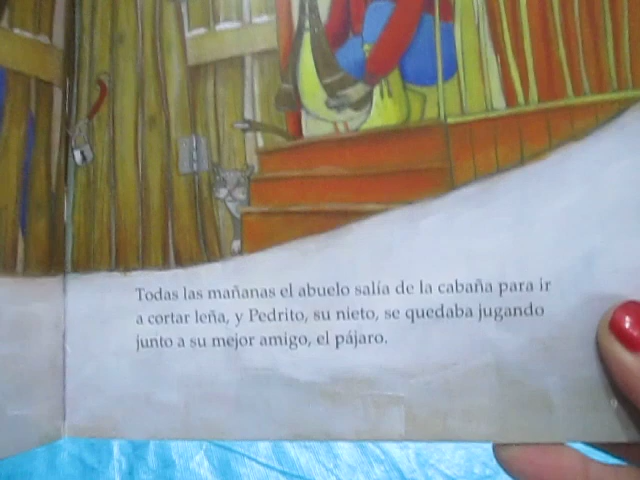 Todas las mañanas el abuelo salía de la cabaña para ir
a cortar leña, y Pedrito, su nieto, se quedaba jugando
junto a su mejor amigo, el pájaro.